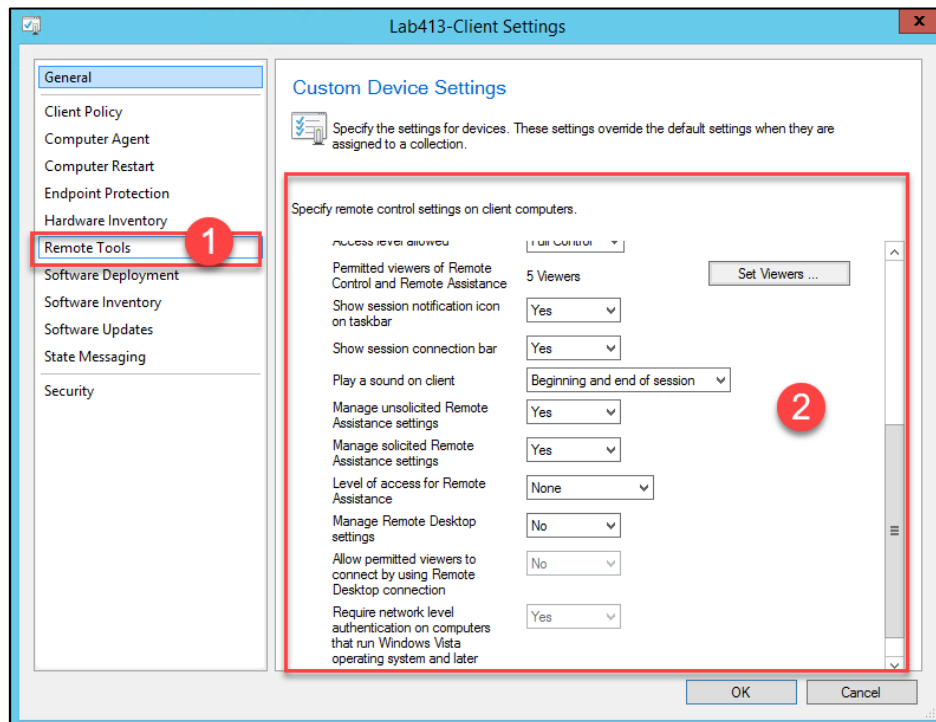 Lab413-Client Settings
x
General
Client Policy
Computer Agent
Computer Restart
Endpoint Protection
Hardware Inventory
Remote Tools
1
Software Deployment
Software Inventory
Software Updates
State Messaging
Security
Custom Device Settings
Specify the settings for devices. These settings override the default settings when they are
assigned to a collection.
Specify remote control settings on client computers.
Access level allowed
Full Control
Permitted viewers of Remote
Control and Remote Assistance
5 Viewers
Set Viewers ...
Show session notification icon
on taskbar
Yes
Show session connection bar
Yes
Play a sound on client
Beginning and end of session
2
Manage unsolicited Remote
Assistance settings
Yes
Manage solicited Remote
Assistance settings
Yes
Level of access for Remote
Assistance
None
Manage Remote Desktop
settings
No
Allow permitted viewers to
connect by using Remote
Desktop connection
No
Require network level
authentication on computers
that run Windows Vista
operating system and later
Yes
OK
Cancel